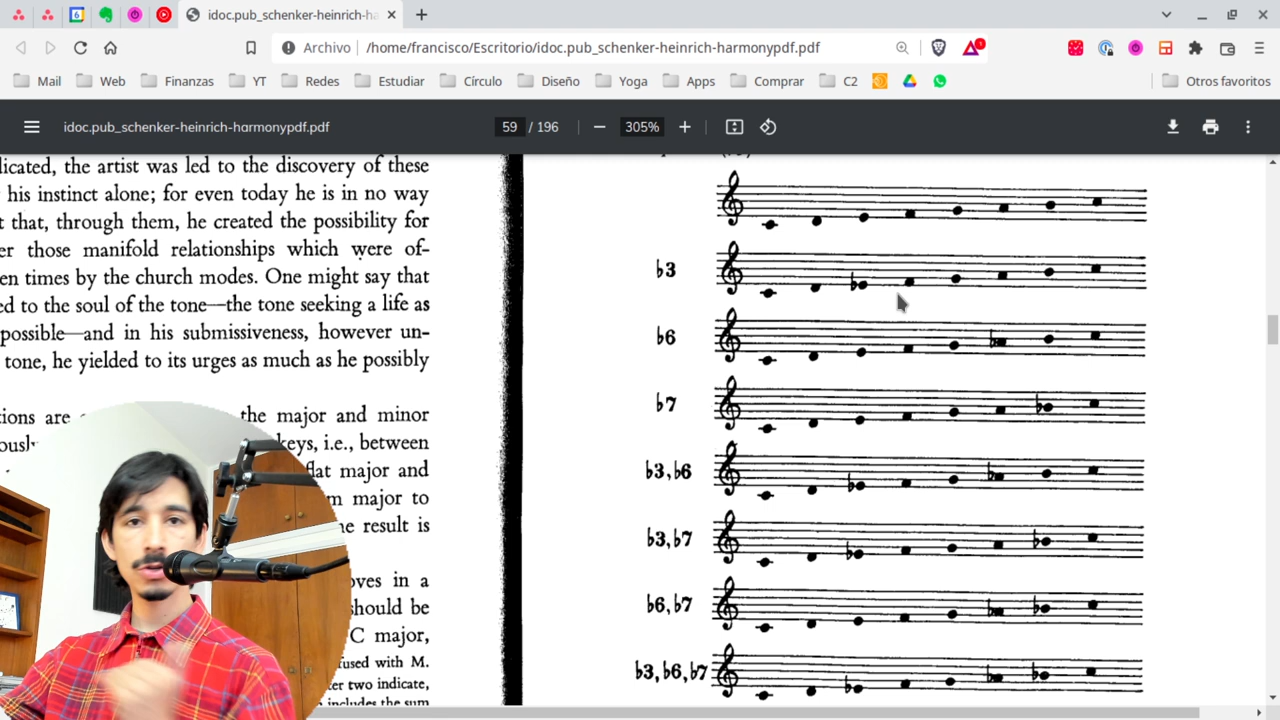 idoc.pub_schenker-heinrich-ha
Archivo
/home/francisco/Escritorio/idoc.pub_schenker-heinrich-harmonypdf.pdf
Mail
Web
Finanzas
YT
Redes
Estudiar
Círculo
Diseño
Yoga
Apps
Comprar
C2
Otros favoritos
idoc.pub_schenker-heinrich-harmonypdf.pdf
59 / 196
305%
licated, the artist was led to the discovery of these
his instinct alone; for even today he is in no way
t that, through them, he created the possibility for
er those manifold relationships which were of-
en times by the church modes. One might say that
ed to the soul of the tone—the tone seeking a life as
possible—and in his submissiveness, however un-
tone, he yielded to its urges as much as he possibly
tions are the major and minor
ously keys, i.e., between
flat major and
m major to
ne result is
oves in a
should be
C major,
fused with M.
ter two indicate,
includes the sum
♭3
♭6
♭7
♭3,♭6
♭3,♭7
♭6,♭7
♭3,♭6,♭7